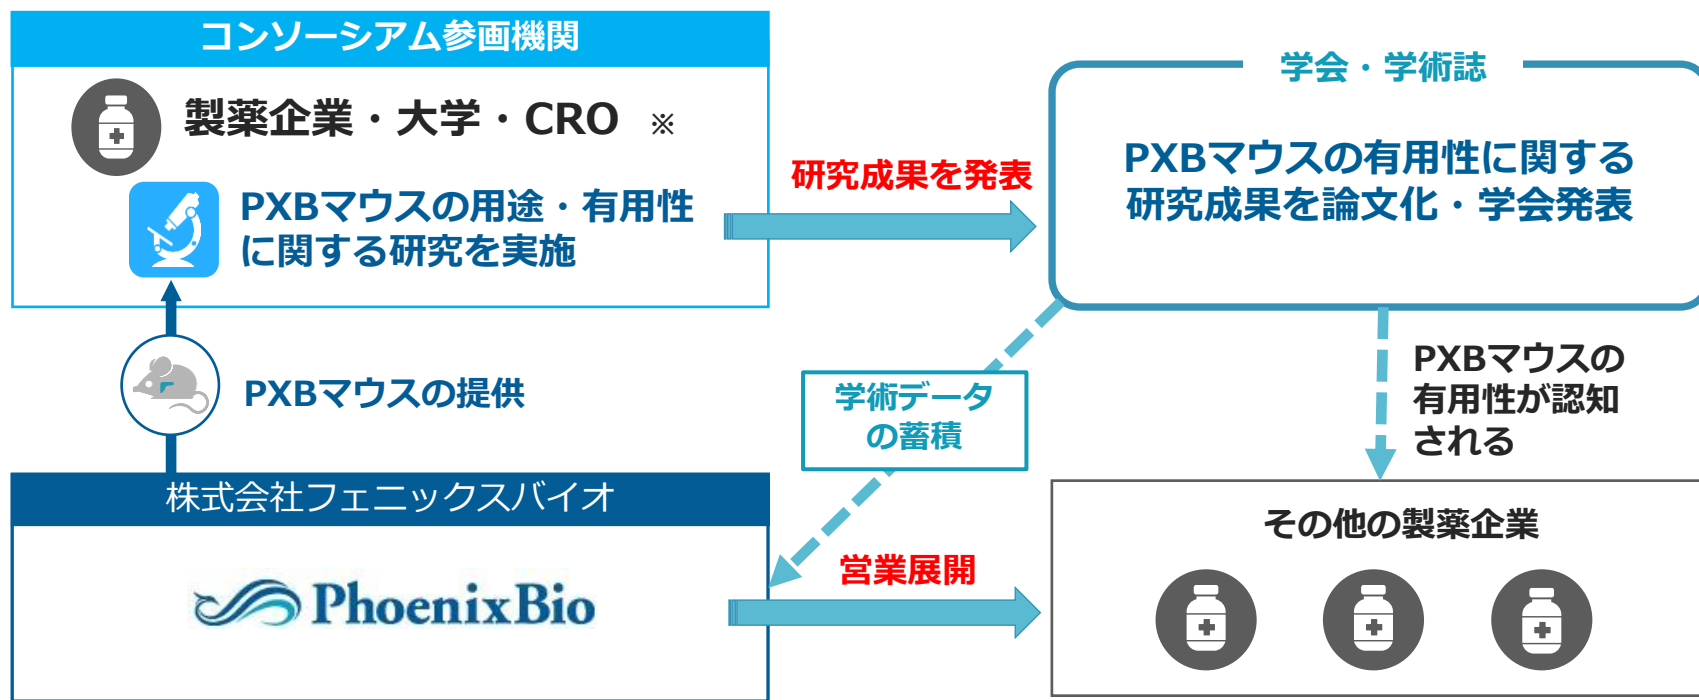 コンソーシアム参画機関
製薬企業・大学・CRO ※
PXBマウスの用途・有用性
に関する研究を実施
研究成果を発表
学会・学術誌
PXBマウスの有用性に関する
研究成果を論文化・学会発表
PXBマウスの提供
学術データ
の蓄積
PXBマウスの
有用性が認知
される
株式会社フェニックスバイオ
PhoenixBio
営業展開
その他の製薬企業